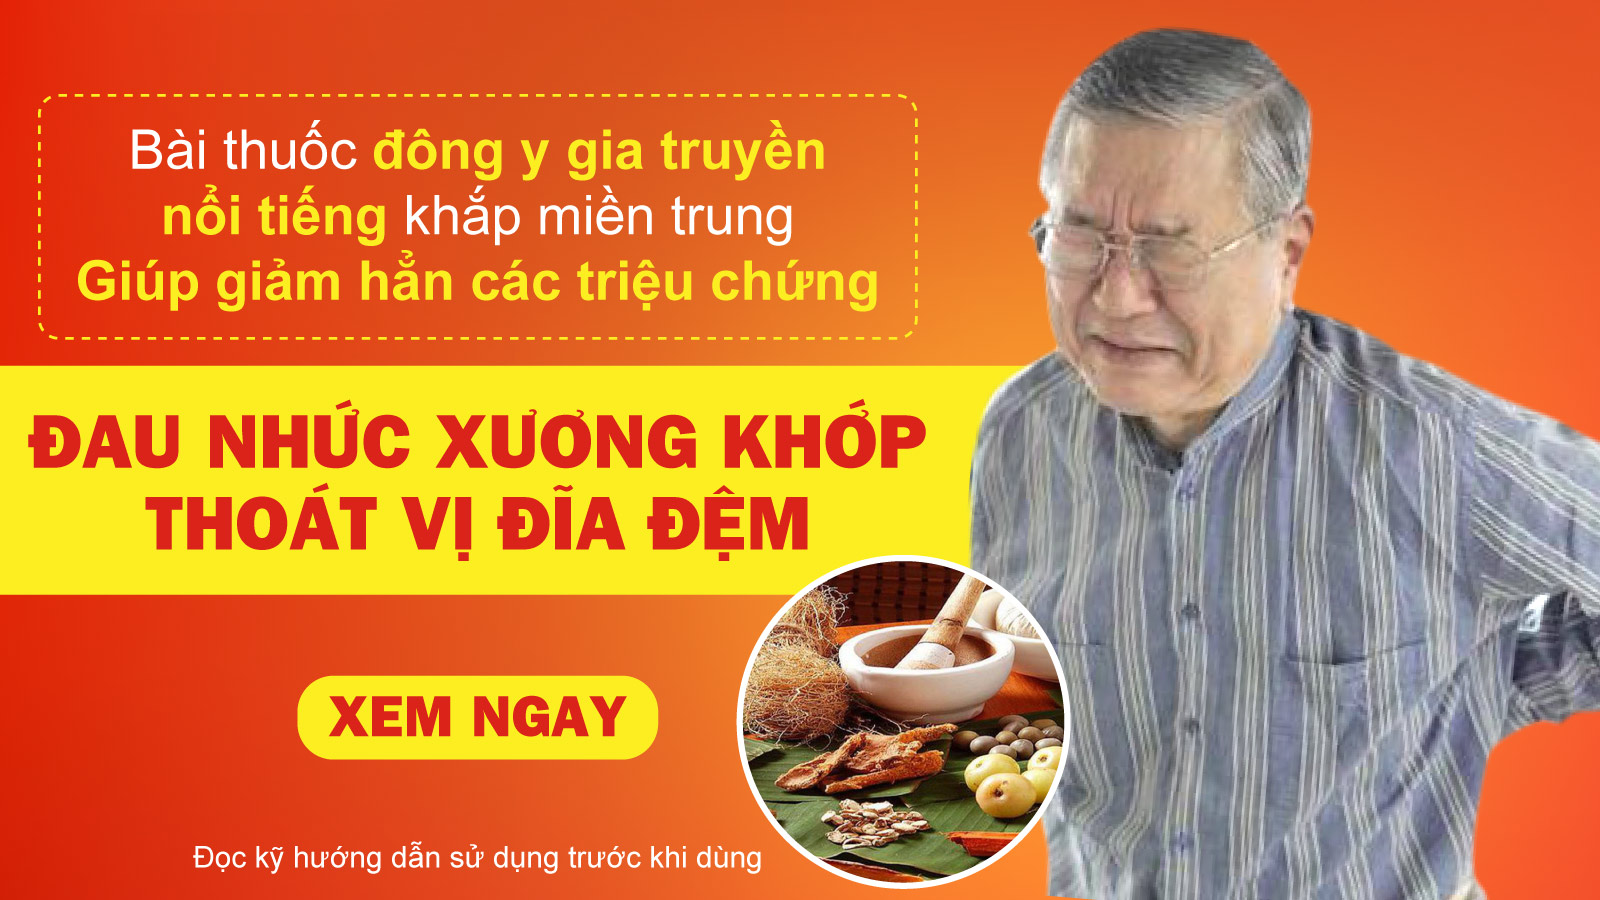 Bài thuốc đông y gia truyền
nổi tiếng khắp miền trung
Giúp giảm hẳn các triệu chứng
ĐAU NHỨC XƯƠNG KHỚP
THOÁT VỊ ĐĨA ĐỆM
XEM NGAY
Đọc kỹ hướng dẫn sử dụng trước khi dùng